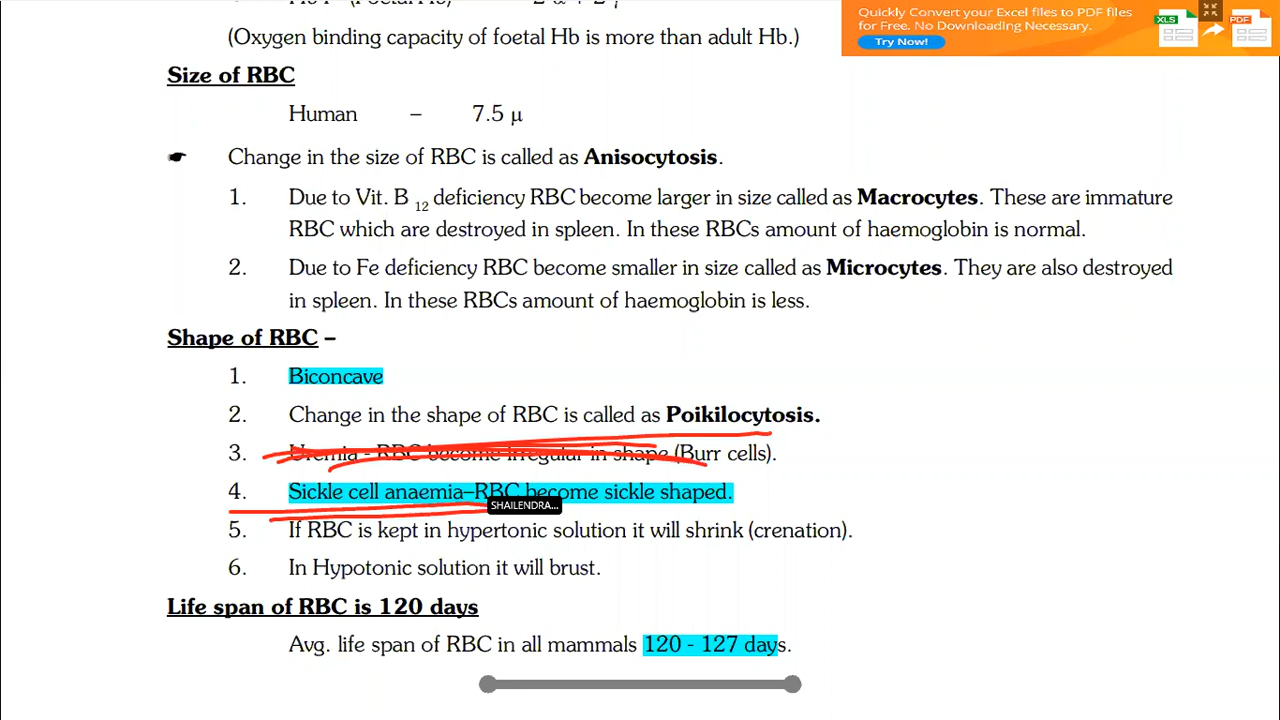 (Oxygen binding capacity of foetal Hb is more than adult Hb.)
Quickly Convert your Excel files to PDF files
for Free. No Downloading Necessary.
Try Now!
XLS
PDF
Size of RBC
Human – 7.5 µ
Change in the size of RBC is called as Anisocytosis.
1. Due to Vit. B 12 deficiency RBC become larger in size called as Macrocytes. These are immature
RBC which are destroyed in spleen. In these RBCs amount of haemoglobin is normal.
2. Due to Fe deficiency RBC become smaller in size called as Microcytes. They are also destroyed
in spleen. In these RBCs amount of haemoglobin is less.
Shape of RBC –
1. Biconcave
2. Change in the shape of RBC is called as Poikilocytosis.
3. Uremia - RBC become irregular in shape (Burr cells).
4. Sickle cell anaemia–RBC become sickle shaped.
SHAILENDRA...
5. If RBC is kept in hypertonic solution it will shrink (crenation).
6. In Hypotonic solution it will brust.
Life span of RBC is 120 days
Avg. life span of RBC in all mammals 120 - 127 days.